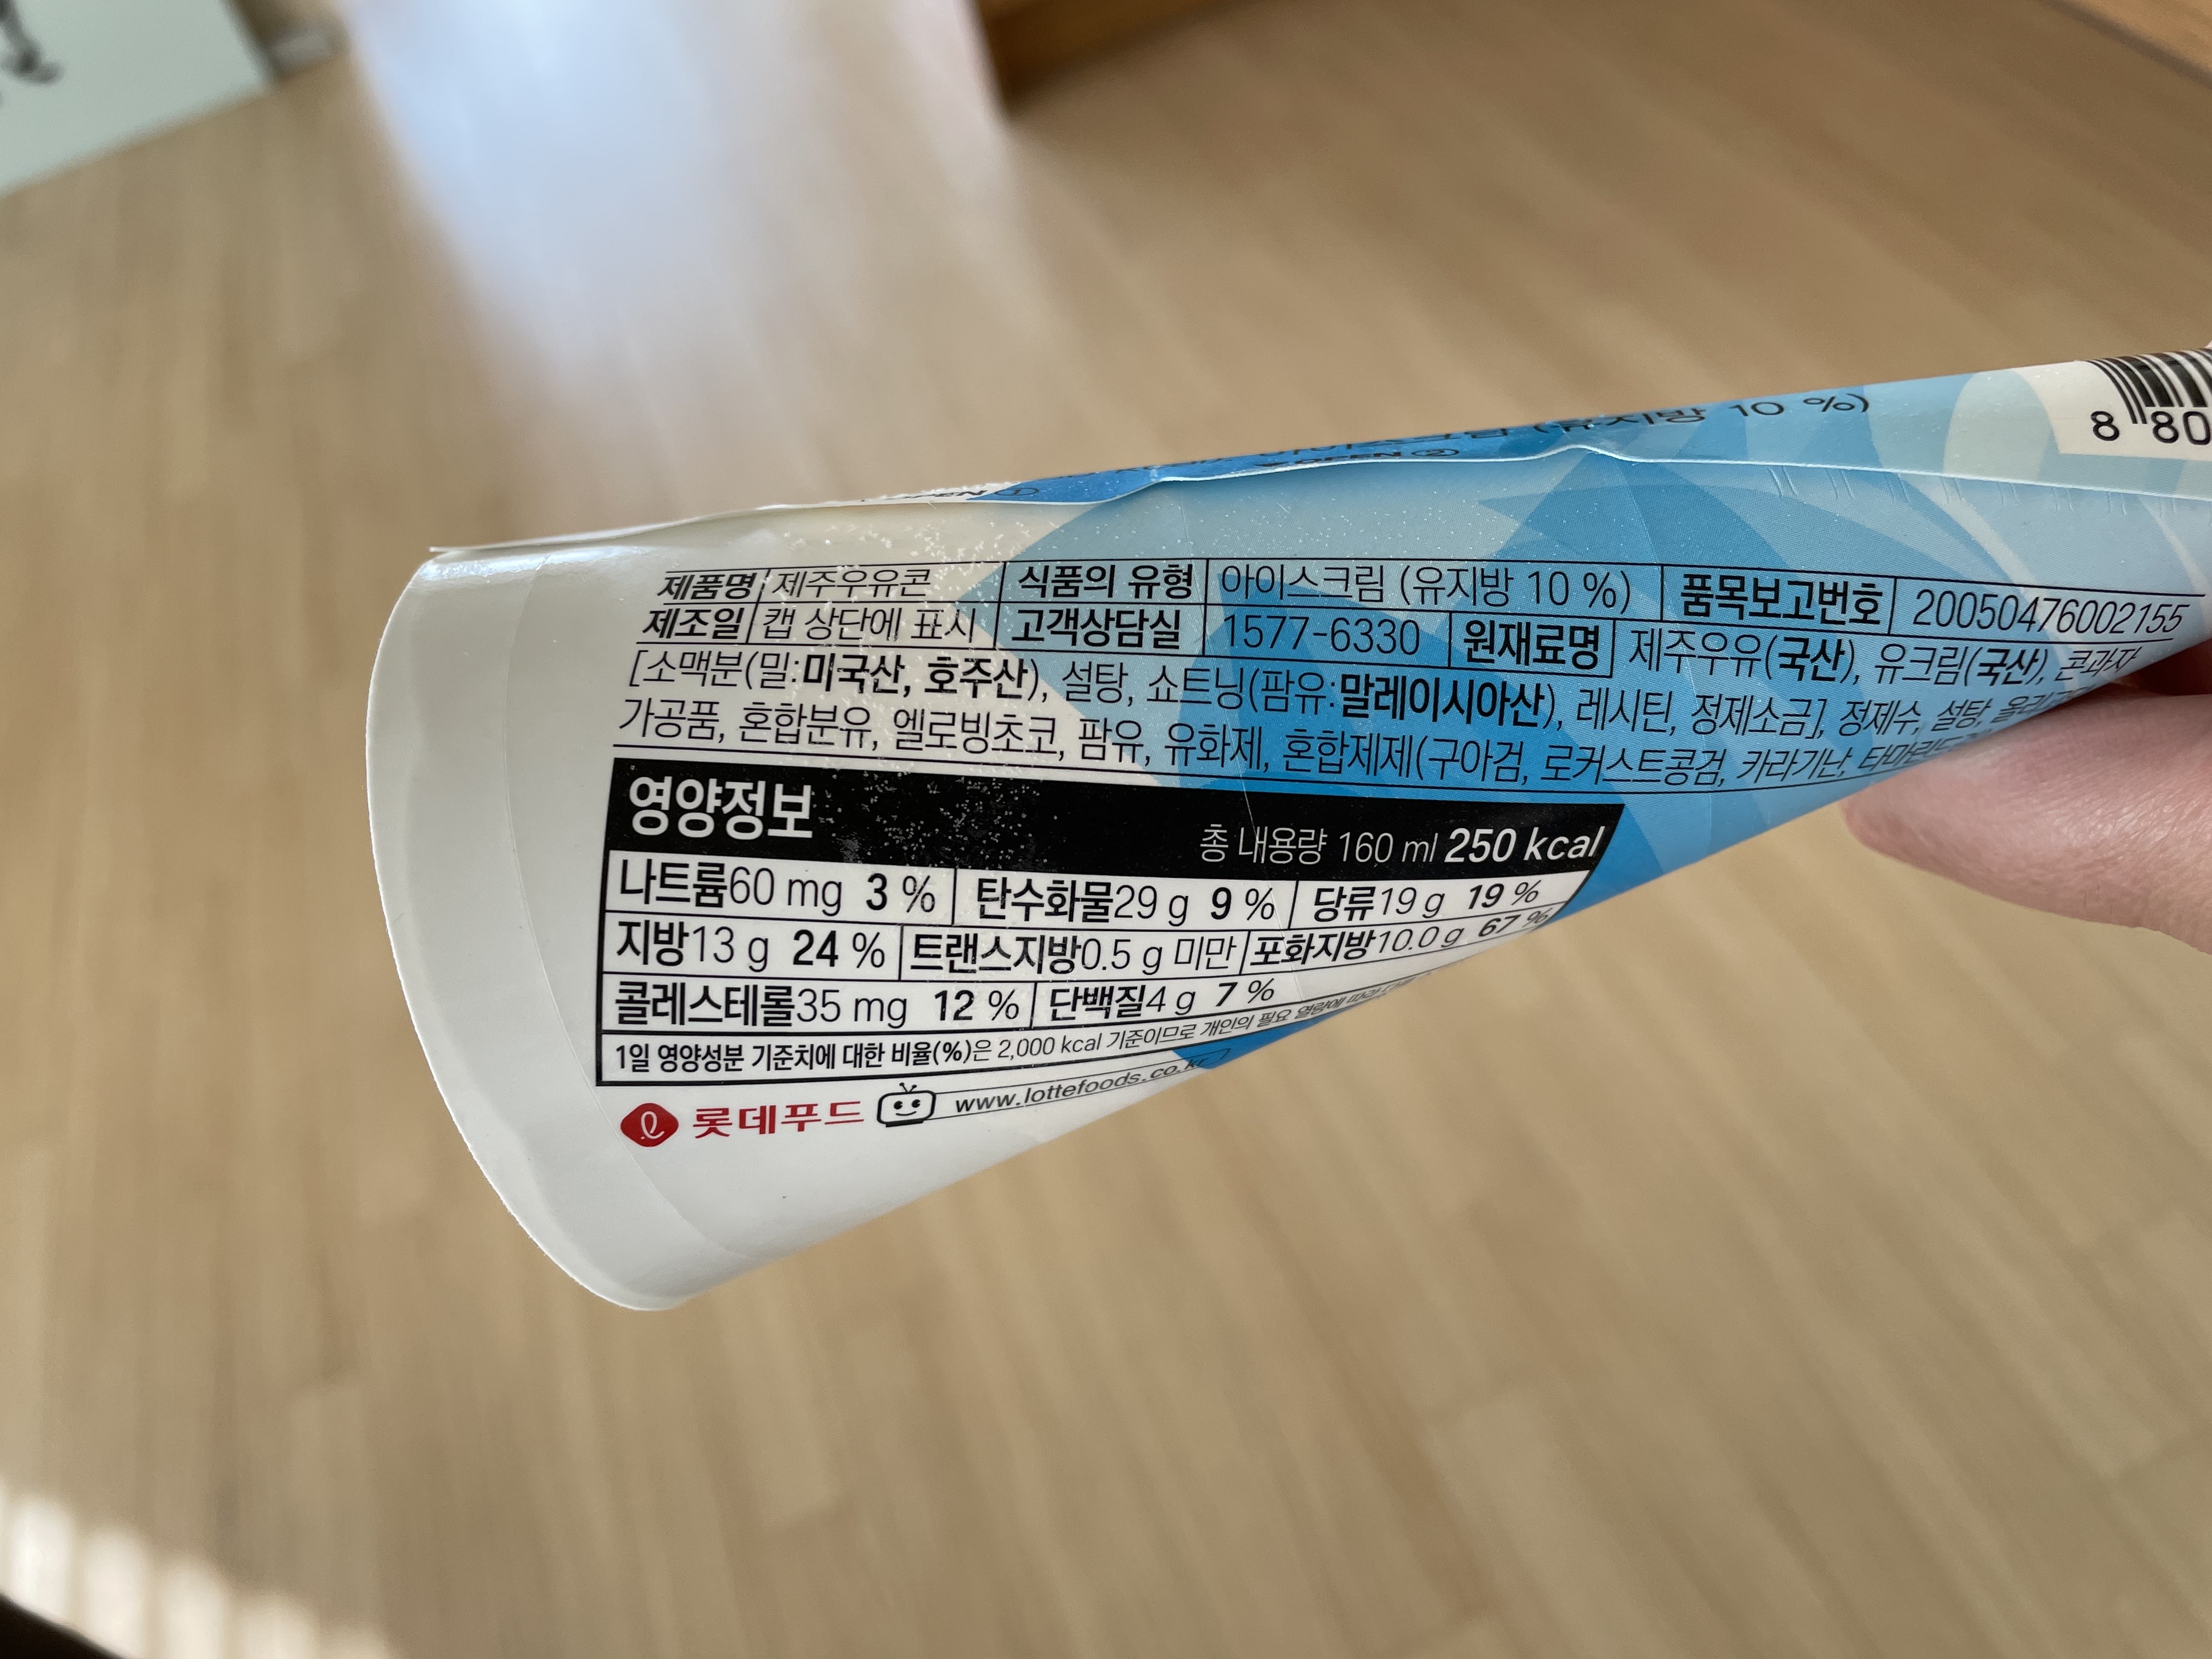 (유지방 10 %)
OPEN ②
8 80
제품명 제주우유콘 식품의 유형 아이스크림 (유지방 10 %) 품목보고번호 20050476002155
제조일 캡 상단에 표시 고객상담실 1577-6330 원재료명 제주우유(국산), 유크림(국산), 콘과자
[소맥분(밀:미국산, 호주산), 설탕, 쇼트닝(팜유:말레이시아산), 레시틴, 정제소금], 정제수, 설탕,
가공품, 혼합분유, 옐로빙초코, 팜유, 유화제, 혼합제제(구아검, 로커스트콩검, 카라기난,
영양정보
총 내용량 160 ml 250 kcal
나트륨60 mg 3 % 탄수화물29 g 9 % 당류19 g 19 %
지방13 g 24 % 트랜스지방0.5 g 미만 포화지방10.0 g 67 %
콜레스테롤35 mg 12 % 단백질4 g 7 %
1일 영양성분 기준치에 대한 비율(%)은 2,000 kcal 기준이므로 개인의 필요 열량에 따라
롯데푸드 www.lottefoods.co.kr